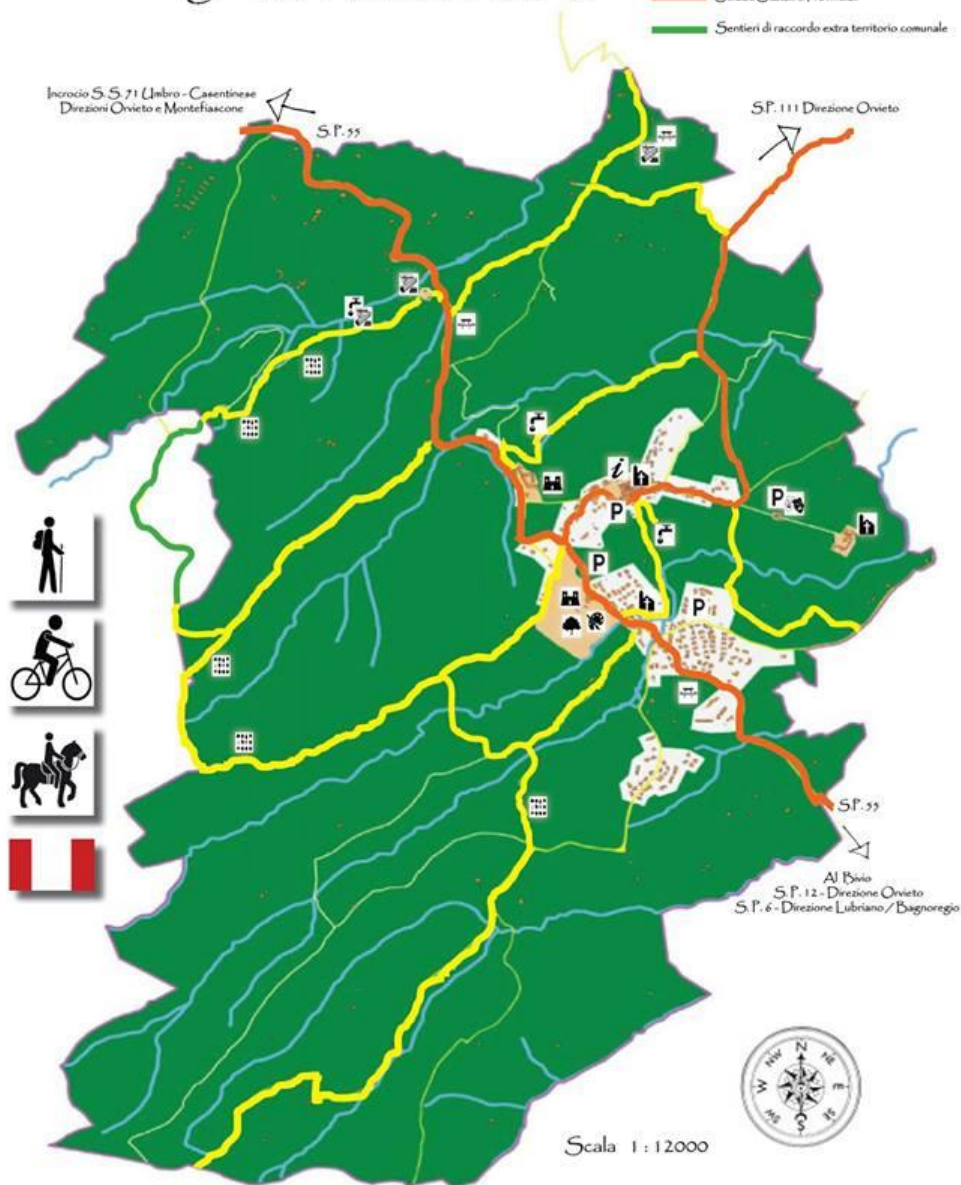 Sentieri di raccordo extra territorio comunale
Incrocio S.S. 71 Umbro - Casentinese
Direzioni Orvieto e Montefiascone
S.P. 55
S.P. 111 Direzione Orvieto
i
P
P
P
P
S.P. 55
Al Bivio
S.P. 12 - Direzione Orvieto
S.P. 6 - Direzione Lubriano / Bagnoregio
N
NE
E
SE
S
SW
W
NW
Scala 1 : 12000